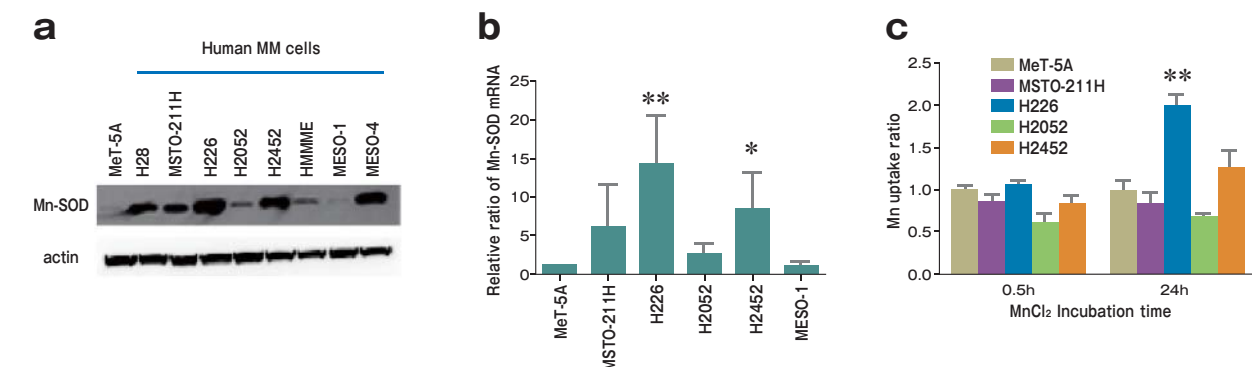 a
Human MM cells
MeT-5A
H28
MSTO-211H
H226
H2052
H2452
HMMME
MESO-1
MESO-4
Mn-SOD
actin
b
Relative ratio of Mn-SOD mRNA
25
20
15
10
5
0
**
*
MeT-5A
MSTO-211H
H226
H2052
H2452
MESO-1
c
Mn uptake ratio
2.5
2.0
1.5
1.0
0.5
0.0
MeT-5A
MSTO-211H
H226
H2052
H2452
**
0.5h
24h
MnCl₂ Incubation time